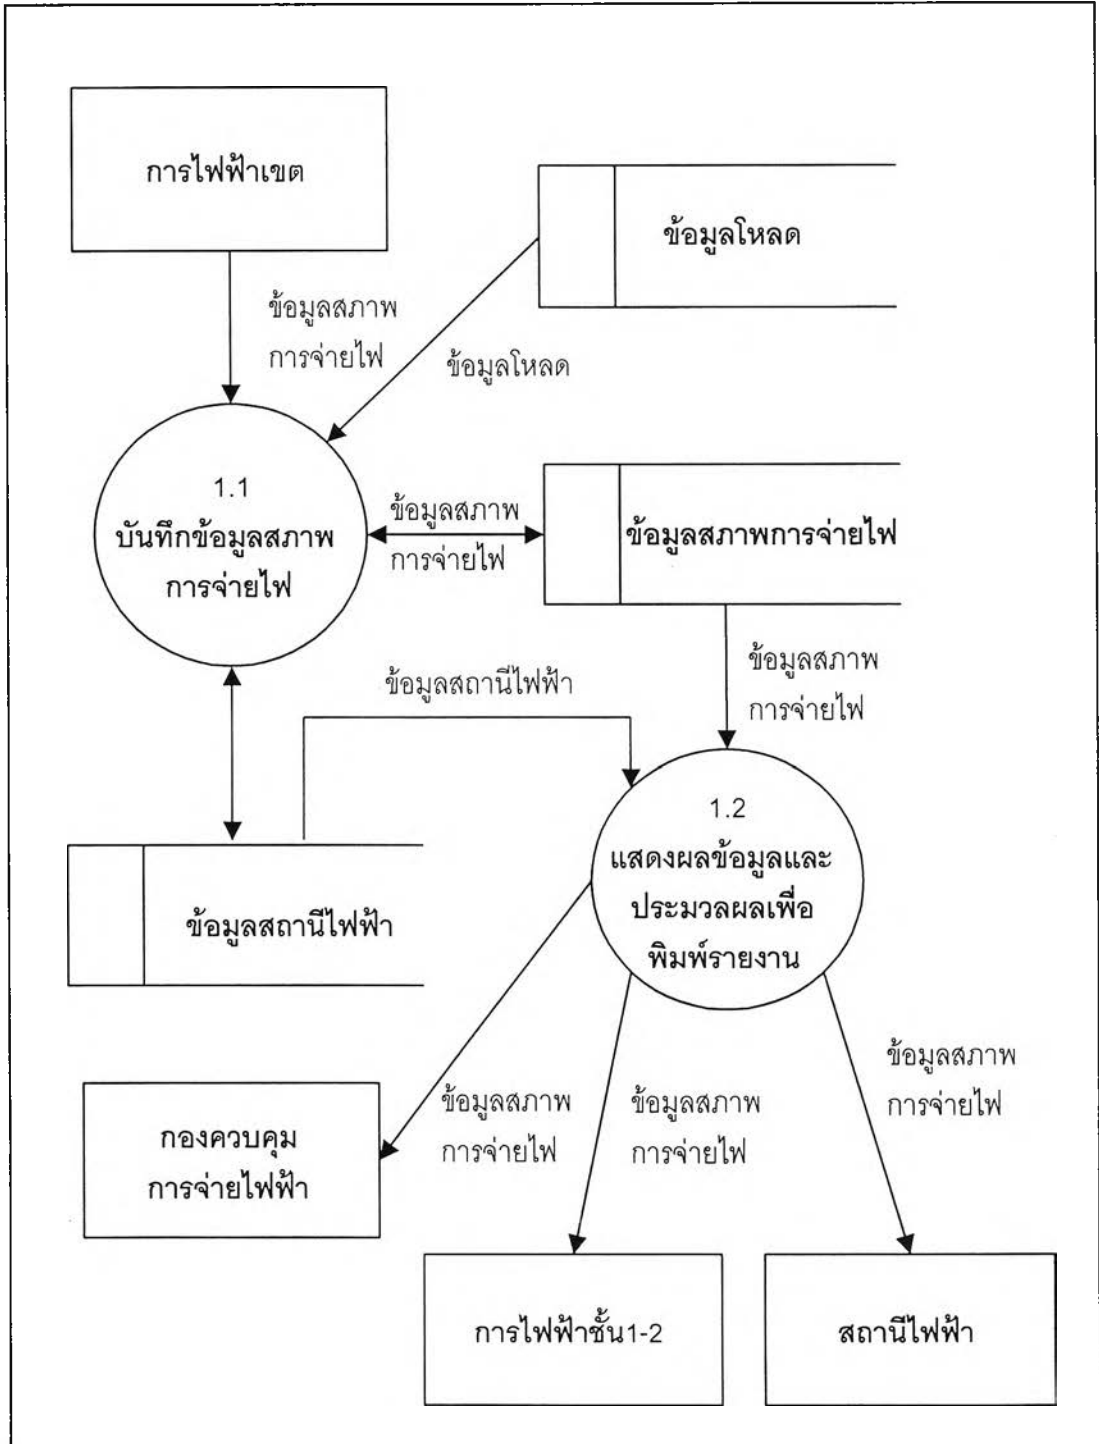 การไฟฟ้าเขต
ข้อมูลโหลด
ข้อมูลสภาพ
การจ่ายไฟ
ข้อมูลโหลด
1.1
บันทึกข้อมูลสภาพ
การจ่ายไฟ
ข้อมูลสภาพ
การจ่ายไฟ
ข้อมูลสภาพการจ่ายไฟ
ข้อมูลสภาพ
การจ่ายไฟ
ข้อมูลสถานีไฟฟ้า
1.2
แสดงผลข้อมูลและ
ประมวลผลเพื่อ
พิมพ์รายงาน
ข้อมูลสถานีไฟฟ้า
ข้อมูลสภาพ
การจ่ายไฟ
ข้อมูลสภาพ
การจ่ายไฟ
ข้อมูลสภาพ
การจ่ายไฟ
กองควบคุม
การจ่ายไฟฟ้า
การไฟฟ้าชั้น1-2
สถานีไฟฟ้า